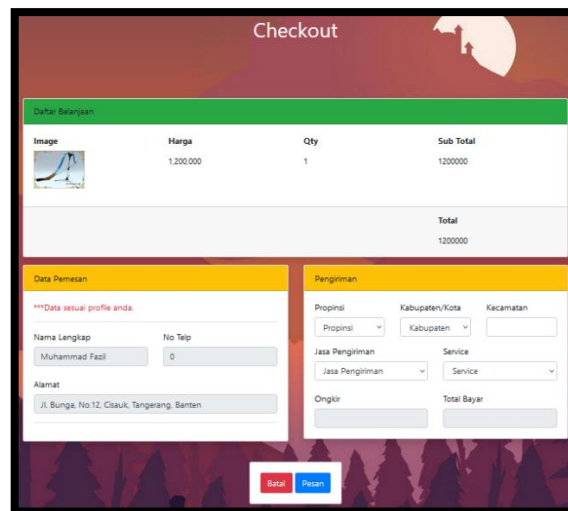 Checkout
Daftar Belanjaan
Image Harga Qty Sub Total
1,200.000 1 1200000
Total
1200000
Data Pemesan
***Data sesuai profile anda.
Nama Lengkap No Telp
Muhammad Fazil 0
Alamat
Jl. Bunga, No.12, Cisauk, Tangerang, Banten
Pengiriman
Propinsi Kabupaten/Kota Kecamatan
Propinsi Kabupaten
Jasa Pengiriman Service
Jasa Pengiriman Service
Ongkir Total Bayar
Batal Pesan